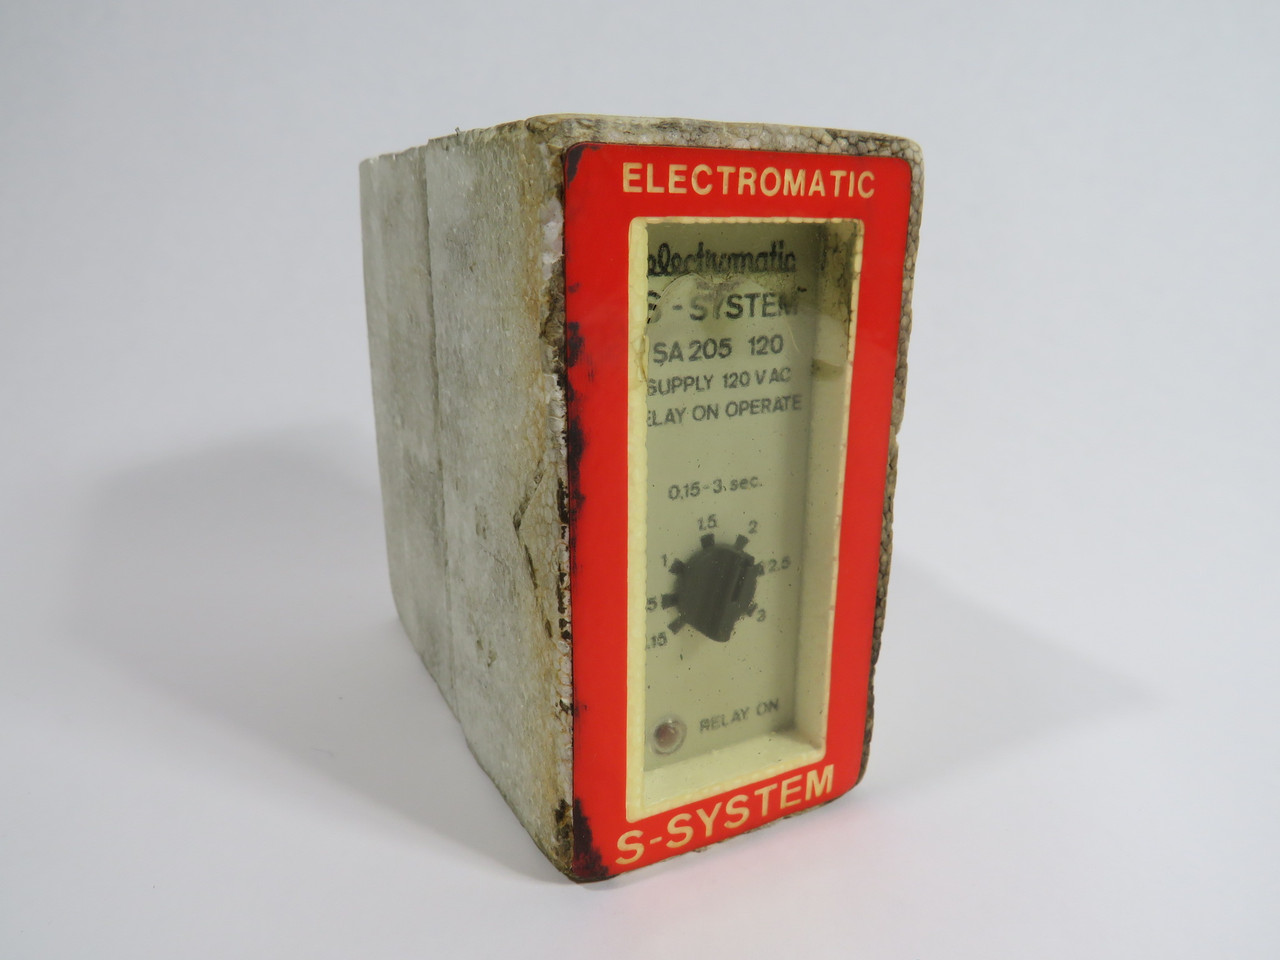 ELECTROMATIC
electromatic
S-SYSTEM
SA 205 120
SUPPLY 120 V AC
ELAY ON OPERATE
0,15-3 sec.
1.5 2
1 2.5
5 3
.15
RELAY ON
S-SYSTEM